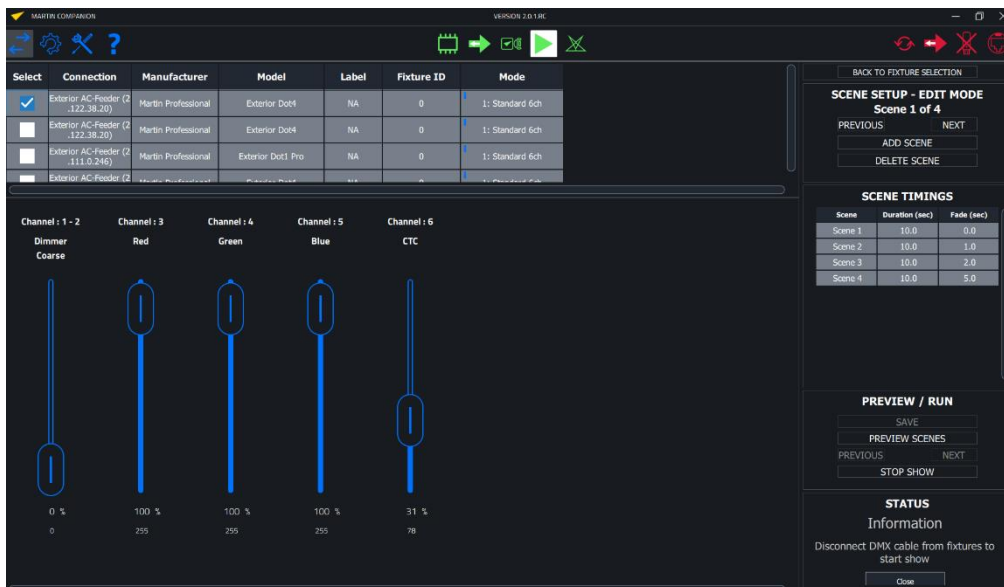 MARTIN COMPANION
VERSION 2.0.1.RC
Select Connection Manufacturer Model Label Fixture ID Mode
Exterior AC-Feeder (2
.122.38.20) Martin Professional Exterior Dot4 NA 0 1: Standard 6ch
Exterior AC-Feeder (2
.122.38.20) Martin Professional Exterior Dot4 NA 0 1: Standard 6ch
Exterior AC-Feeder (2
.111.0.246) Martin Professional Exterior Dot1 Pro NA 0 1: Standard 6ch
Exterior AC-Feeder (2
Channel : 1 - 2 Channel : 3 Channel : 4 Channel : 5 Channel : 6
Dimmer Red Green Blue CTC
Coarse
0 % 100 % 100 % 100 % 31 %
0 255 255 255 78
BACK TO FIXTURE SELECTION
SCENE SETUP - EDIT MODE
Scene 1 of 4
PREVIOUS NEXT
ADD SCENE
DELETE SCENE
SCENE TIMINGS
Scene Duration (sec) Fade (sec)
Scene 1 10.0 0.0
Scene 2 10.0 1.0
Scene 3 10.0 2.0
Scene 4 10.0 5.0
PREVIEW / RUN
SAVE
PREVIEW SCENES
PREVIOUS NEXT
STOP SHOW
STATUS
Information
Disconnect DMX cable from fixtures to
start show
Close